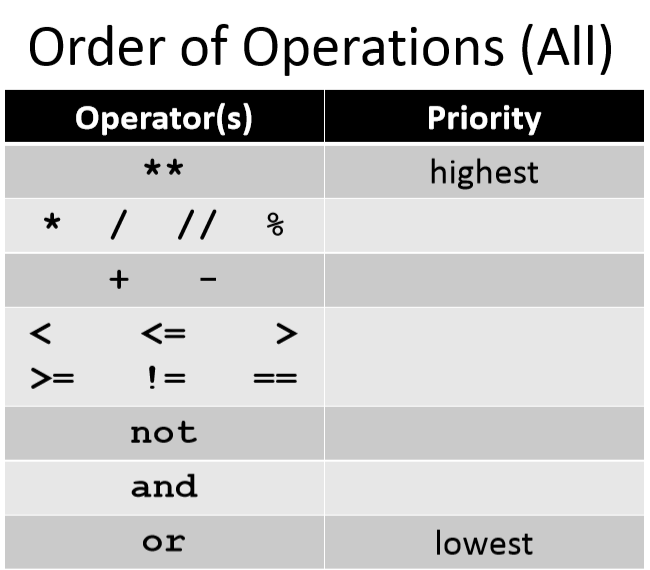 Order of Operations (All)
Operator(s) Priority
** highest
* / // %
+ -
< <= >
>= != ==
not
and
or lowest